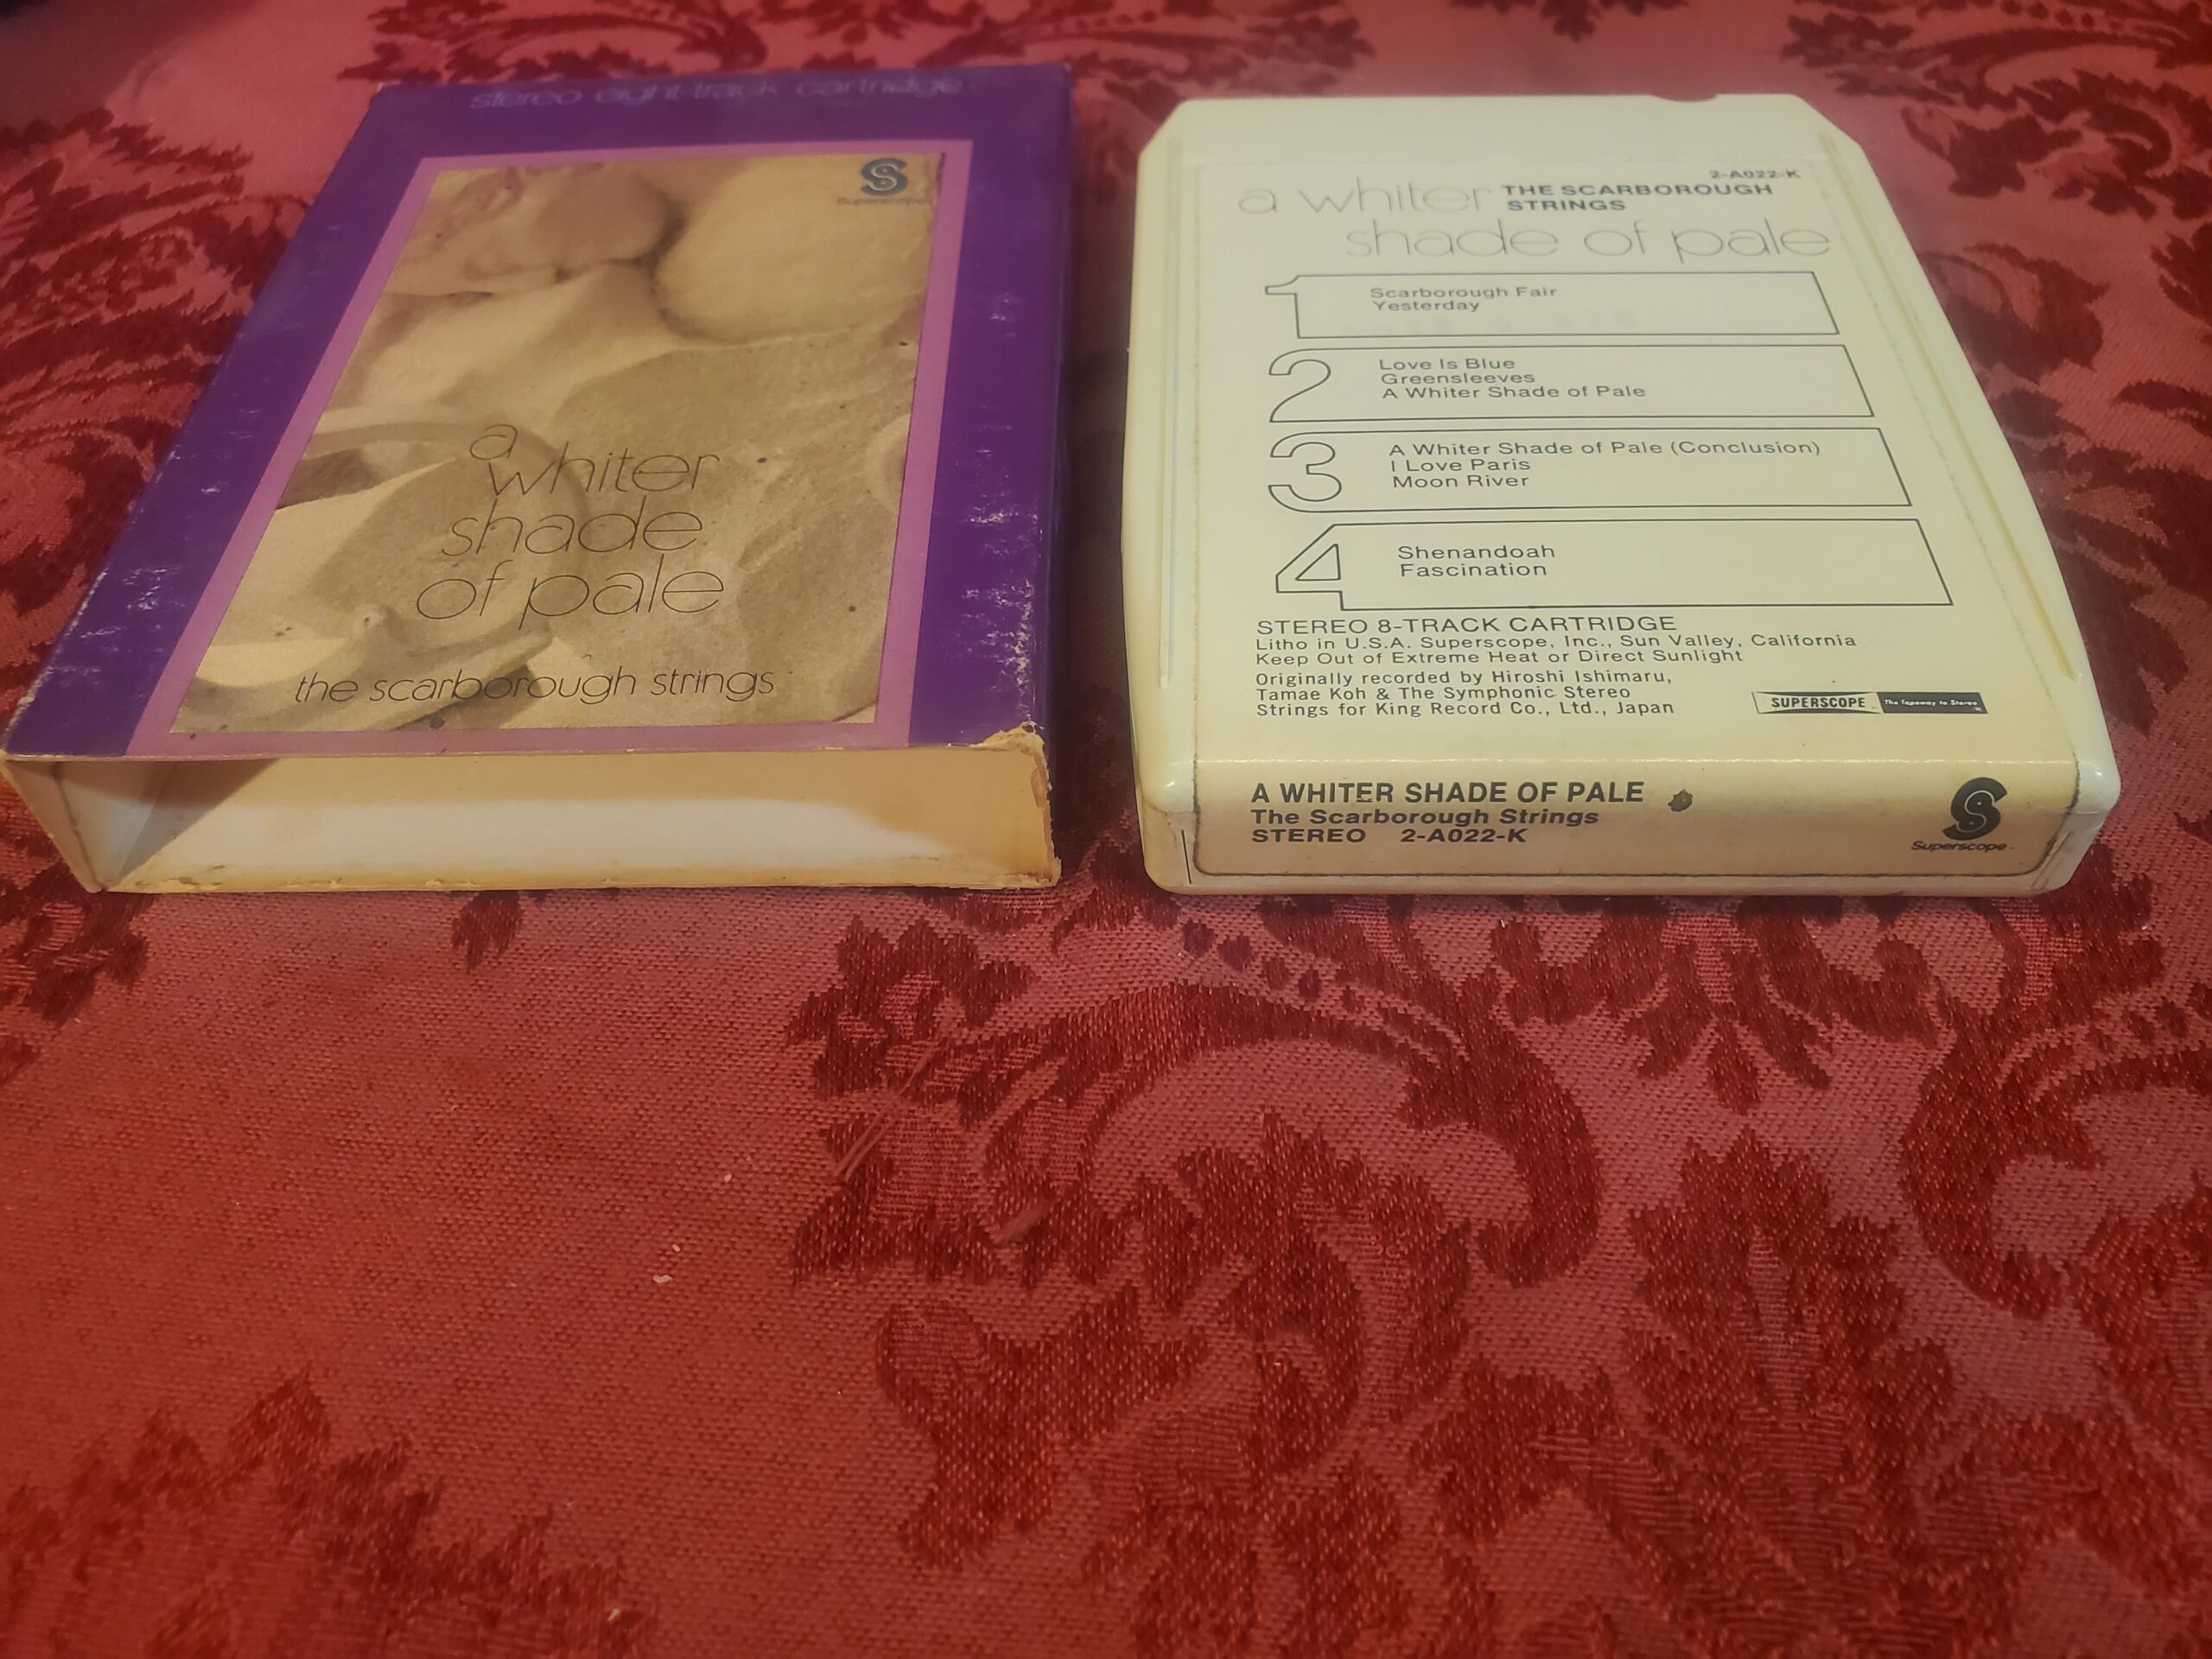 stereo eight-track cartridge
S
Superscope
a
whiter
shade
of pale
the scarborough strings
2-A022-K
a whiter THE SCARBOROUGH
STRINGS
shade of pale
1
Scarborough Fair
Yesterday
2
Love Is Blue
Greensleeves
A Whiter Shade of Pale
3
A Whiter Shade of Pale (Conclusion)
I Love Paris
Moon River
4
Shenandoah
Fascination
STEREO 8-TRACK CARTRIDGE
Litho in U.S.A. Superscope, Inc., Sun Valley, California
Keep Out of Extreme Heat or Direct Sunlight
Originally recorded by Hiroshi Ishimaru,
Tamae Koh & The Symphonic Stereo
Strings for King Record Co., Ltd., Japan
SUPERSCOPE The Tapeway to Stereo
A WHITER SHADE OF PALE
The Scarborough Strings
STEREO 2-A022-K
S
Superscope